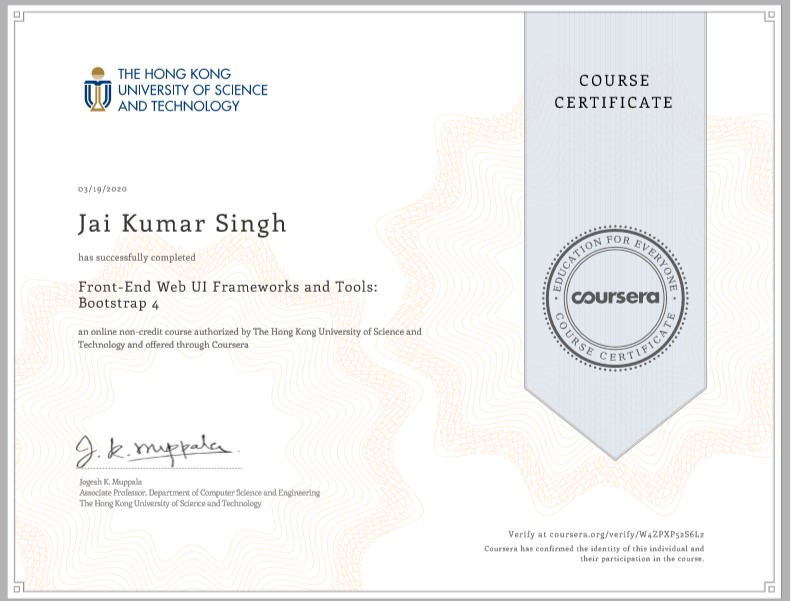 THE HONG KONG
UNIVERSITY OF SCIENCE
AND TECHNOLOGY
COURSE
CERTIFICATE
03/19/2020
Jai Kumar Singh
has successfully completed
Front-End Web UI Frameworks and Tools:
Bootstrap 4
an online non-credit course authorized by The Hong Kong University of Science and
Technology and offered through Coursera
EDUCATION FOR EVERYONE
coursera
COURSE CERTIFICATE
J. K. Muppala
Jogesh K. Muppala
Associate Professor, Department of Computer Science and Engineering
The Hong Kong University of Science and Technology
Verify at coursera.org/verify/W4ZPXP52S6L2
Coursera has confirmed the identity of this individual and
their participation in the course.